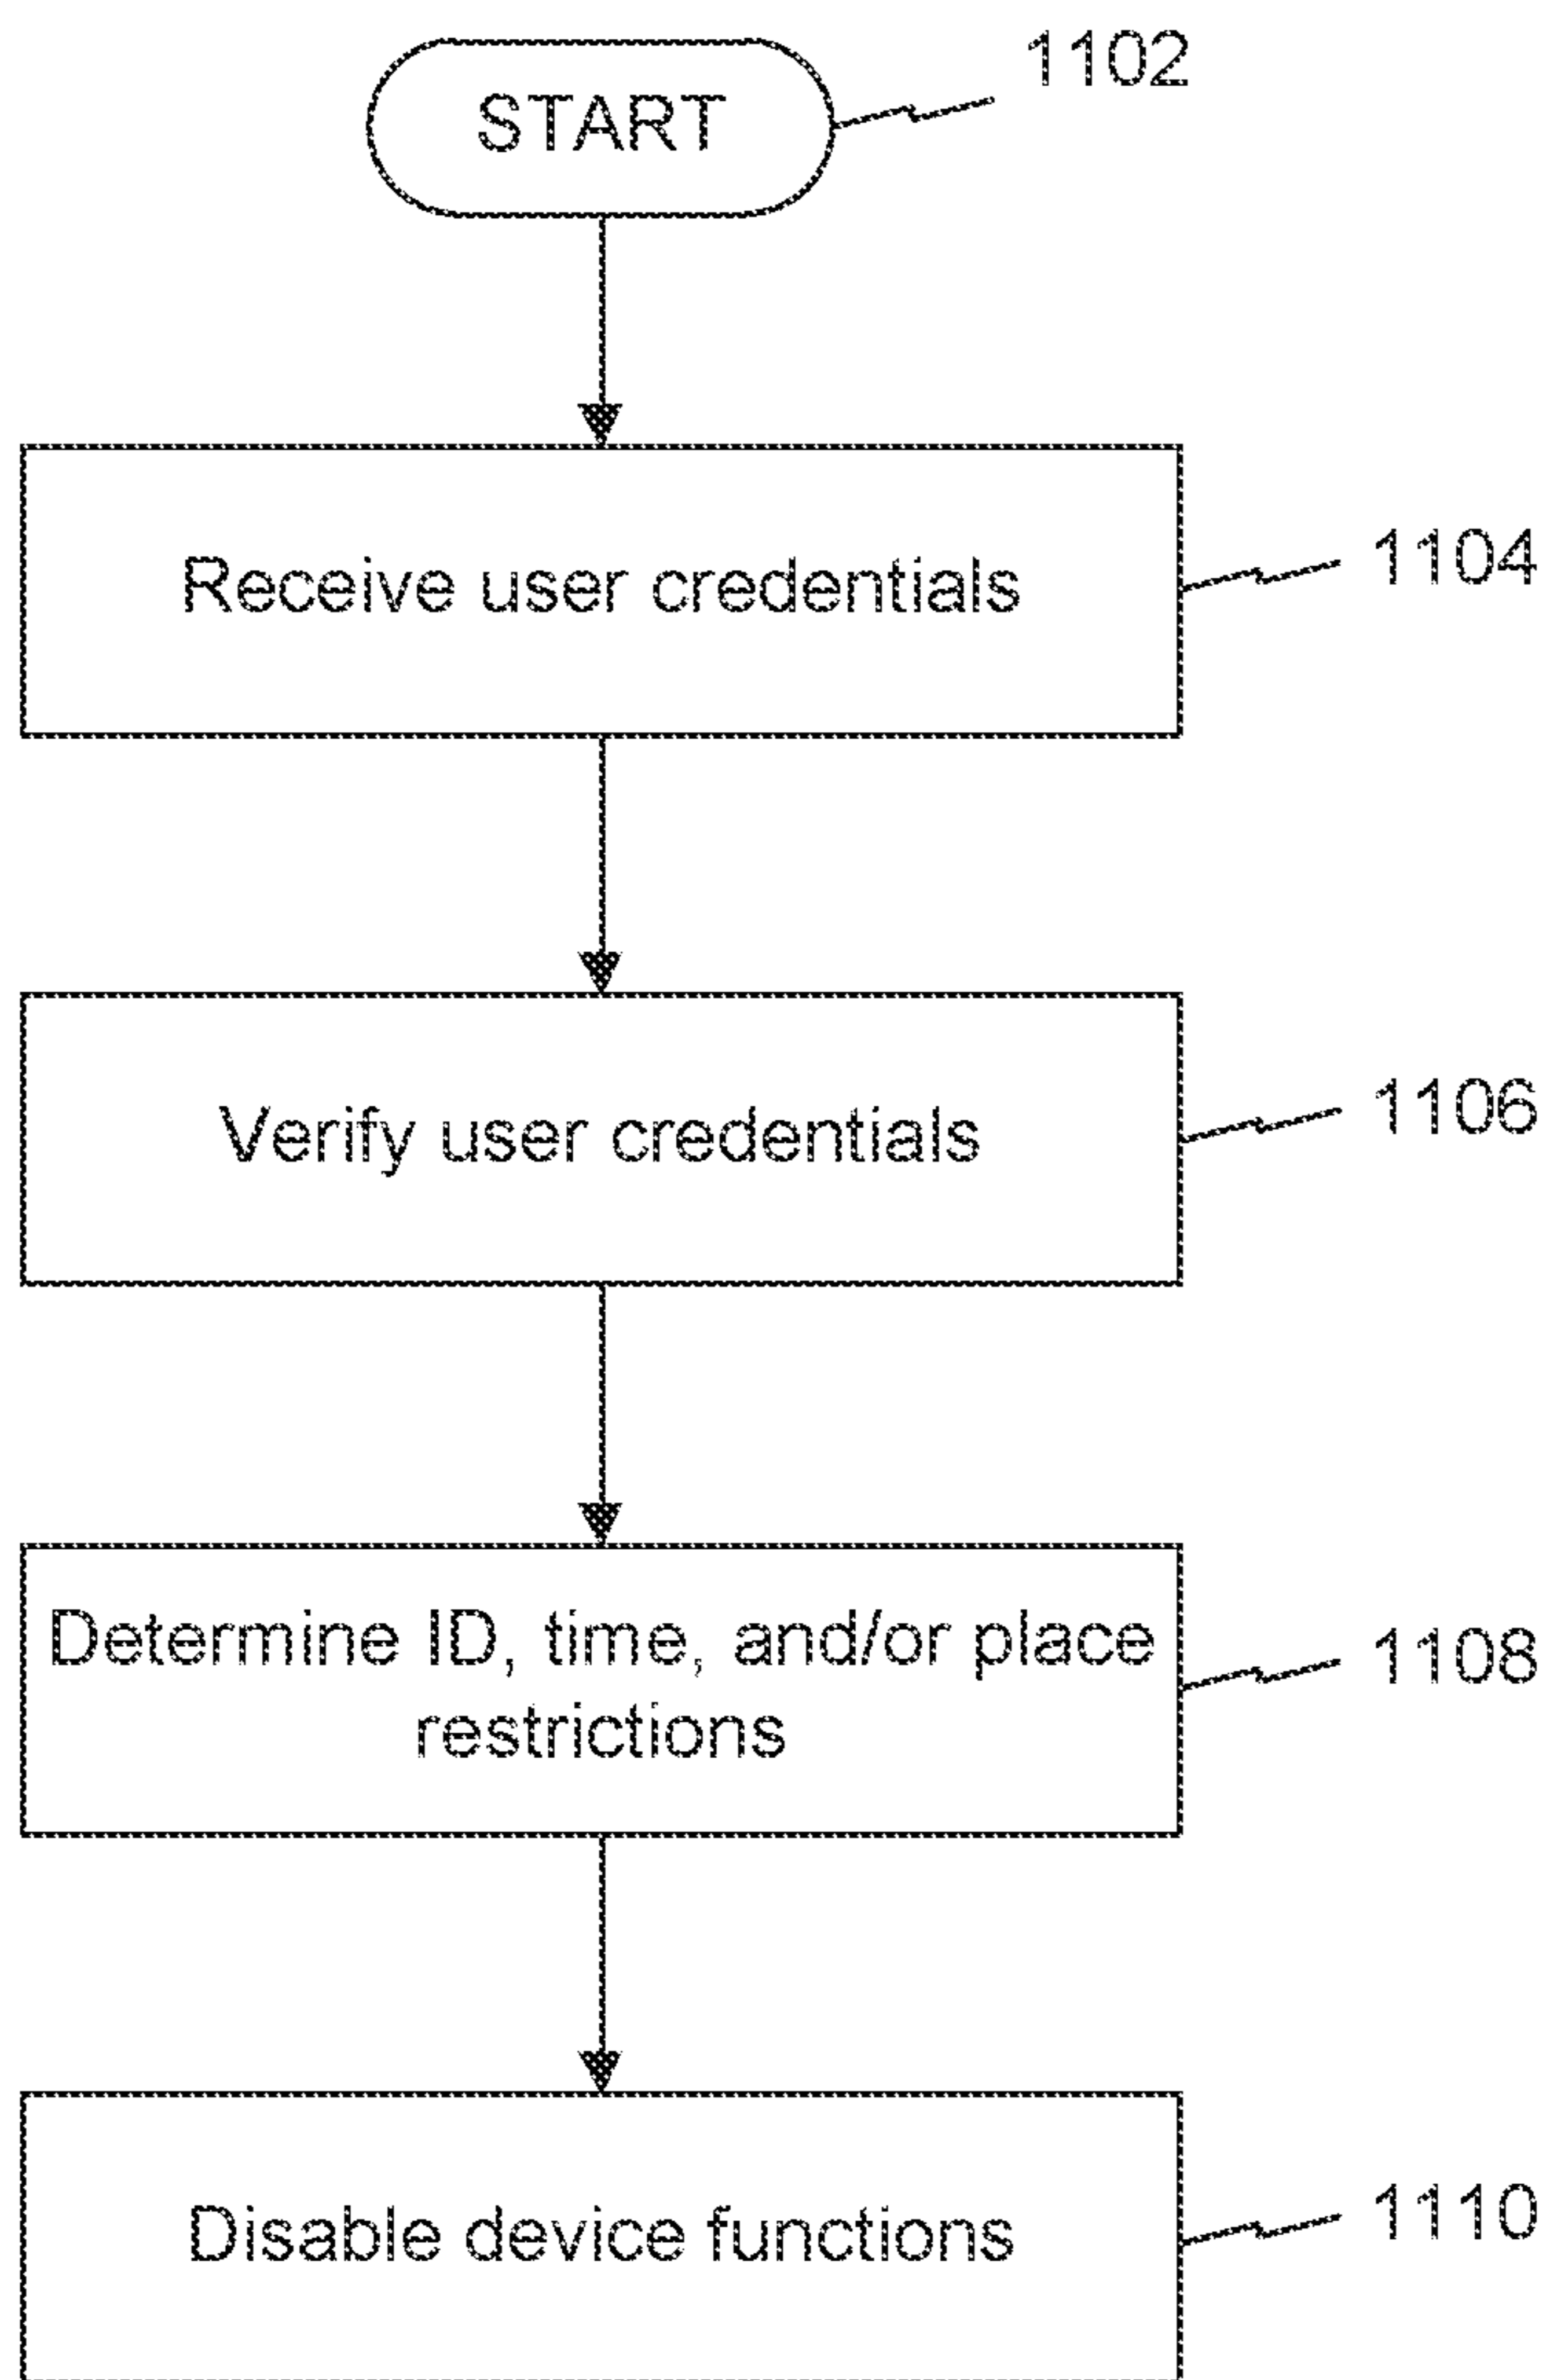 START
1102
Receive user credentials
1104
Verify user credentials
1106
Determine ID, time, and/or place
restrictions
1108
Disable device functions
1110